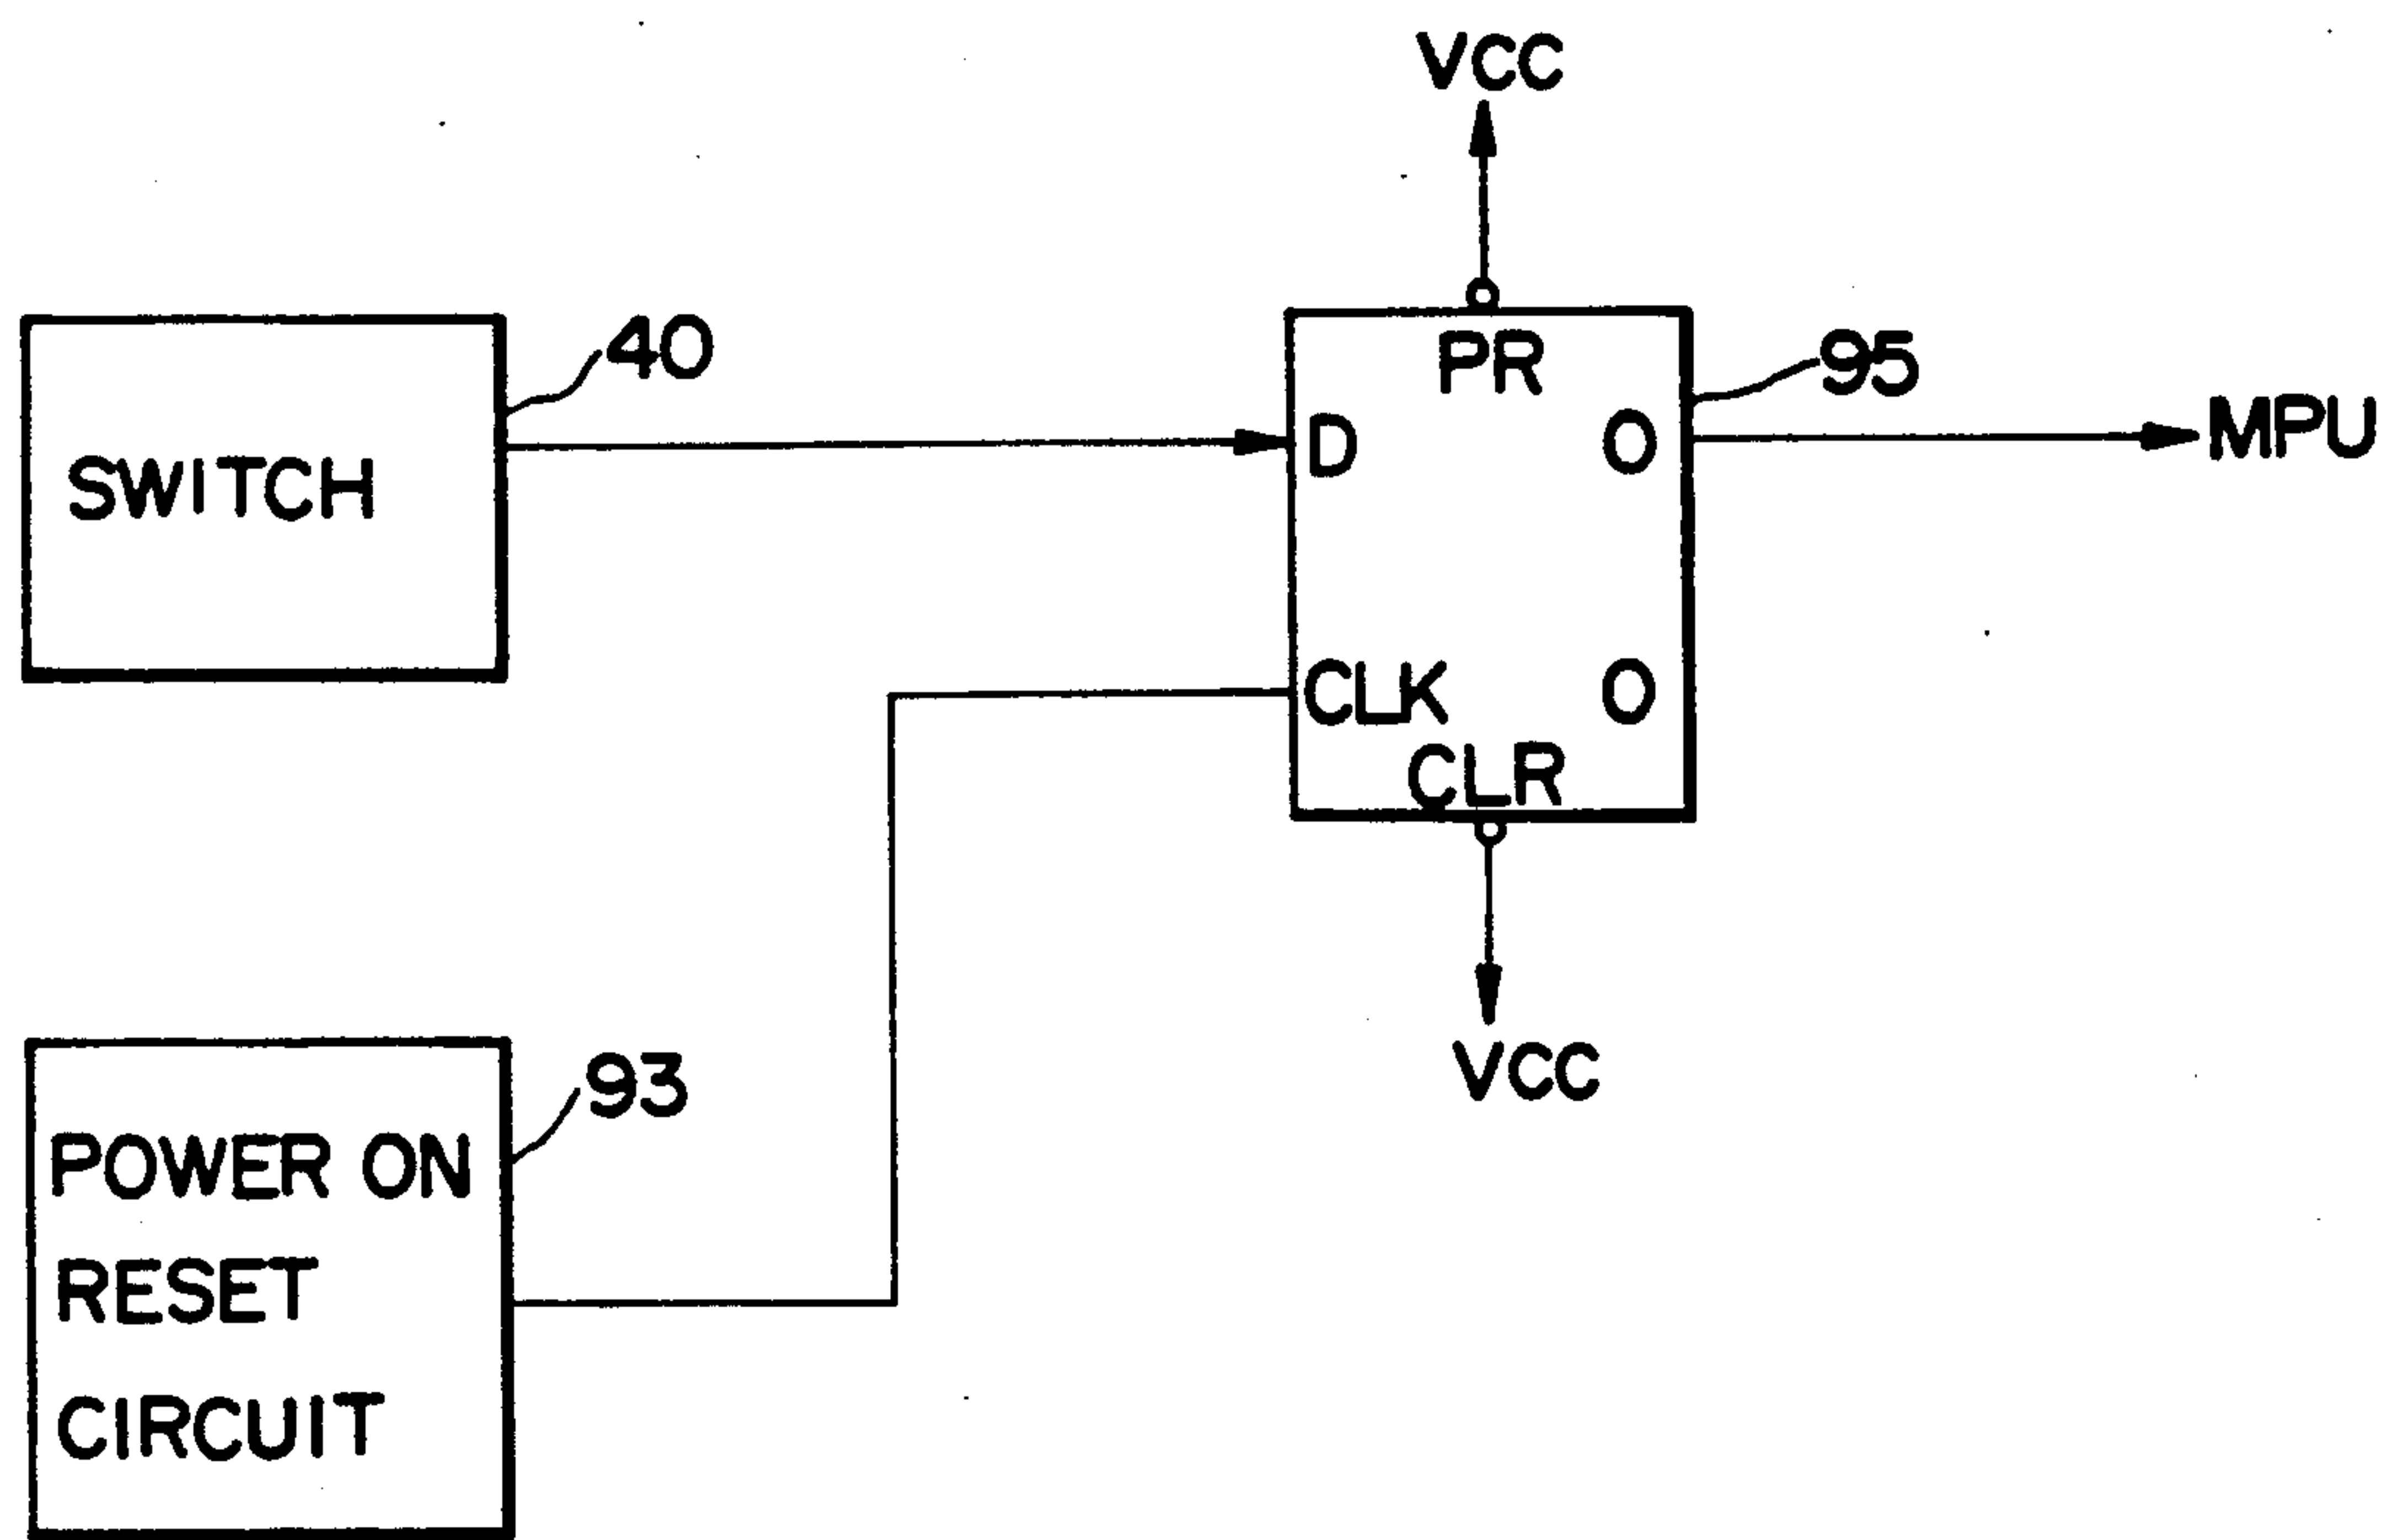 VCC
40
SWITCH
PR
95
D
O
MPU
CLK
O
CLR
VCC
93
POWER ON
RESET
CIRCUIT